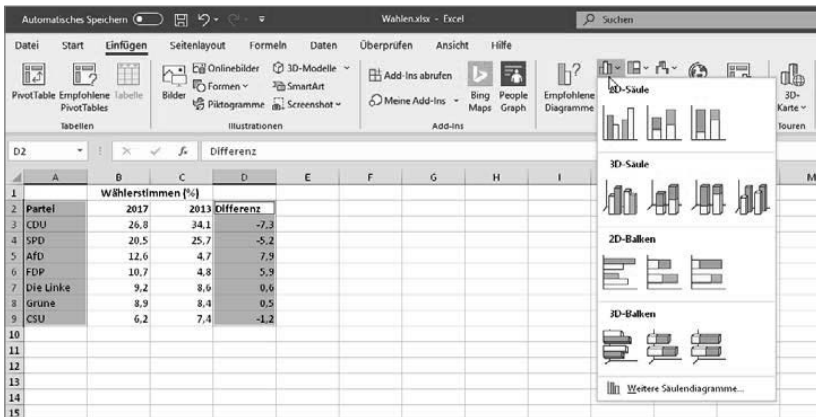 Automatisches Speichern
Wahlen.xlsx - Excel
Suchen
Datei Start Einfügen Seitenlayout Formeln Daten Überprüfen Ansicht Hilfe
PivotTable Empfohlene PivotTables Tabelle
Bilder
Onlinebilder
Formen
Piktogramme
3D-Modelle
SmartArt
Screenshot
Add-Ins abrufen
Meine Add-Ins
Bing Maps
People Graph
Empfohlene Diagramme
3D-Karte
Tabellen Illustrationen Add-Ins Touren
D2 fx Differenz
A B C D E F G H I M
1 Wählerstimmen (%)
2 Partei 2017 2013 Differenz
3 CDU 26,8 34,1 -7,3
4 SPD 20,5 25,7 -5,2
5 AfD 12,6 4,7 7,9
6 FDP 10,7 4,8 5,9
7 Die Linke 9,2 8,6 0,6
8 Grüne 8,9 8,4 0,5
9 CSU 6,2 7,4 -1,2
10
11
12
13
14
15
2D-Säule
3D-Säule
2D-Balken
3D-Balken
Weitere Säulendiagramme...